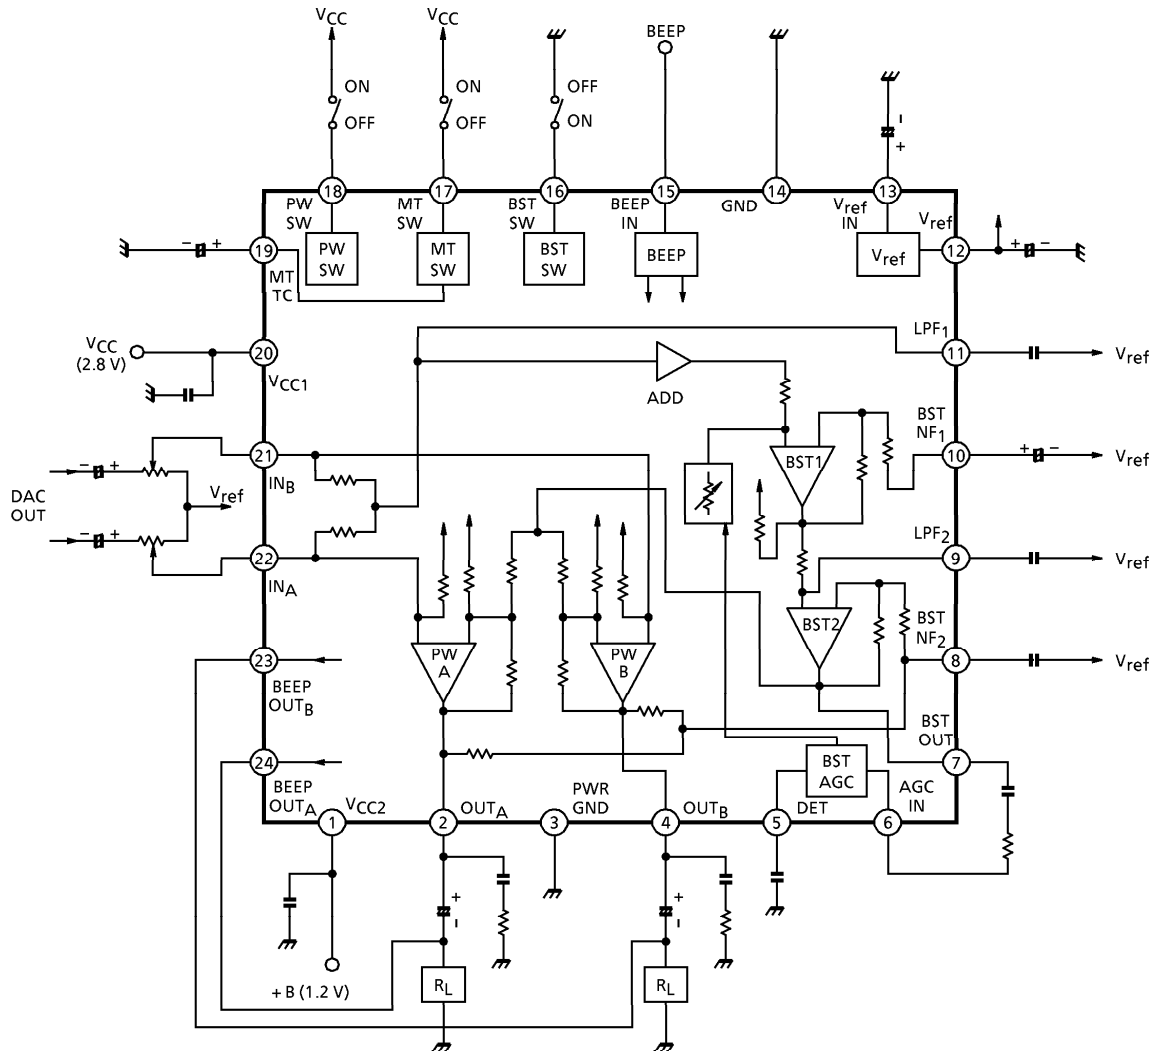 VCC
VCC
BEEP
ON
OFF
ON
OFF
OFF
ON
-
+
18
17
16
15
14
13
PW
SW
MT
SW
BST
SW
BEEP
IN
GND
Vref
IN
Vref
PW
SW
MT
SW
BST
SW
BEEP
Vref
- +
19
MT
TC
12
+ -
VCC
(2.8 V)
20
VCC1
LPF1
11
Vref
ADD
BST
NF1
10
+ -
Vref
- +
21
INB
DAC
OUT
Vref
- +
22
INA
BST1
LPF2
9
Vref
BST2
BST
NF2
8
Vref
PW
A
PW
B
23
BEEP
OUTB
BST
OUT
7
24
BEEP
OUTA
BST
AGC
VCC2
OUTA
PWR
GND
OUTB
DET
AGC
IN
1
2
3
4
5
6
+
-
+
-
+ B (1.2 V)
RL
RL